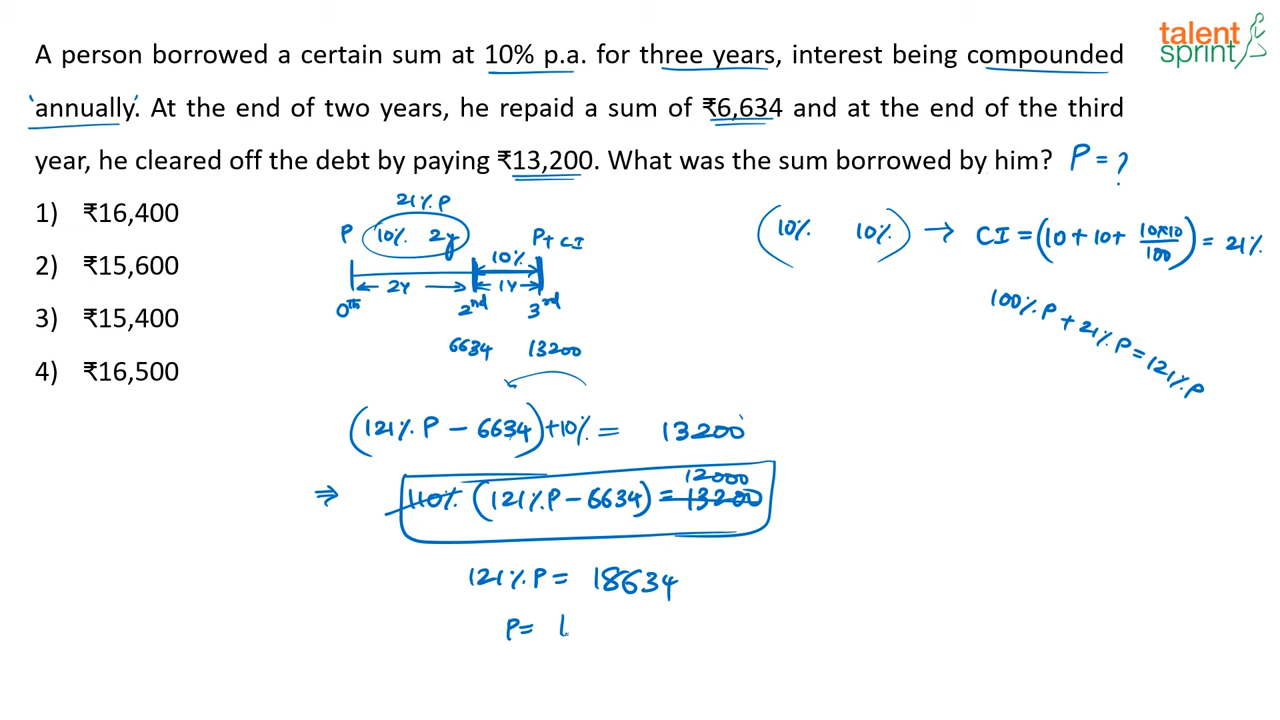 talent
sprint
A person borrowed a certain sum at 10% p.a. for three years, interest being compounded
'annually'. At the end of two years, he repaid a sum of ₹6,634 and at the end of the third
year, he cleared off the debt by paying ₹13,200. What was the sum borrowed by him? P = ?
1) ₹16,400
2) ₹15,600
3) ₹15,400
4) ₹16,500
21% P
P 10% 2y P+ CI
10%
2Y 1Y
0th 2nd 3rd
6634 13200
(10% 10%) → CI = (10 + 10 + 10×10/100) = 21%
100% P + 21% P = 121% P
(121% P − 6634) +10% = 13200
12000
⇒ 110% (121% P − 6634) = 13200
121% P = 18634
P = 1